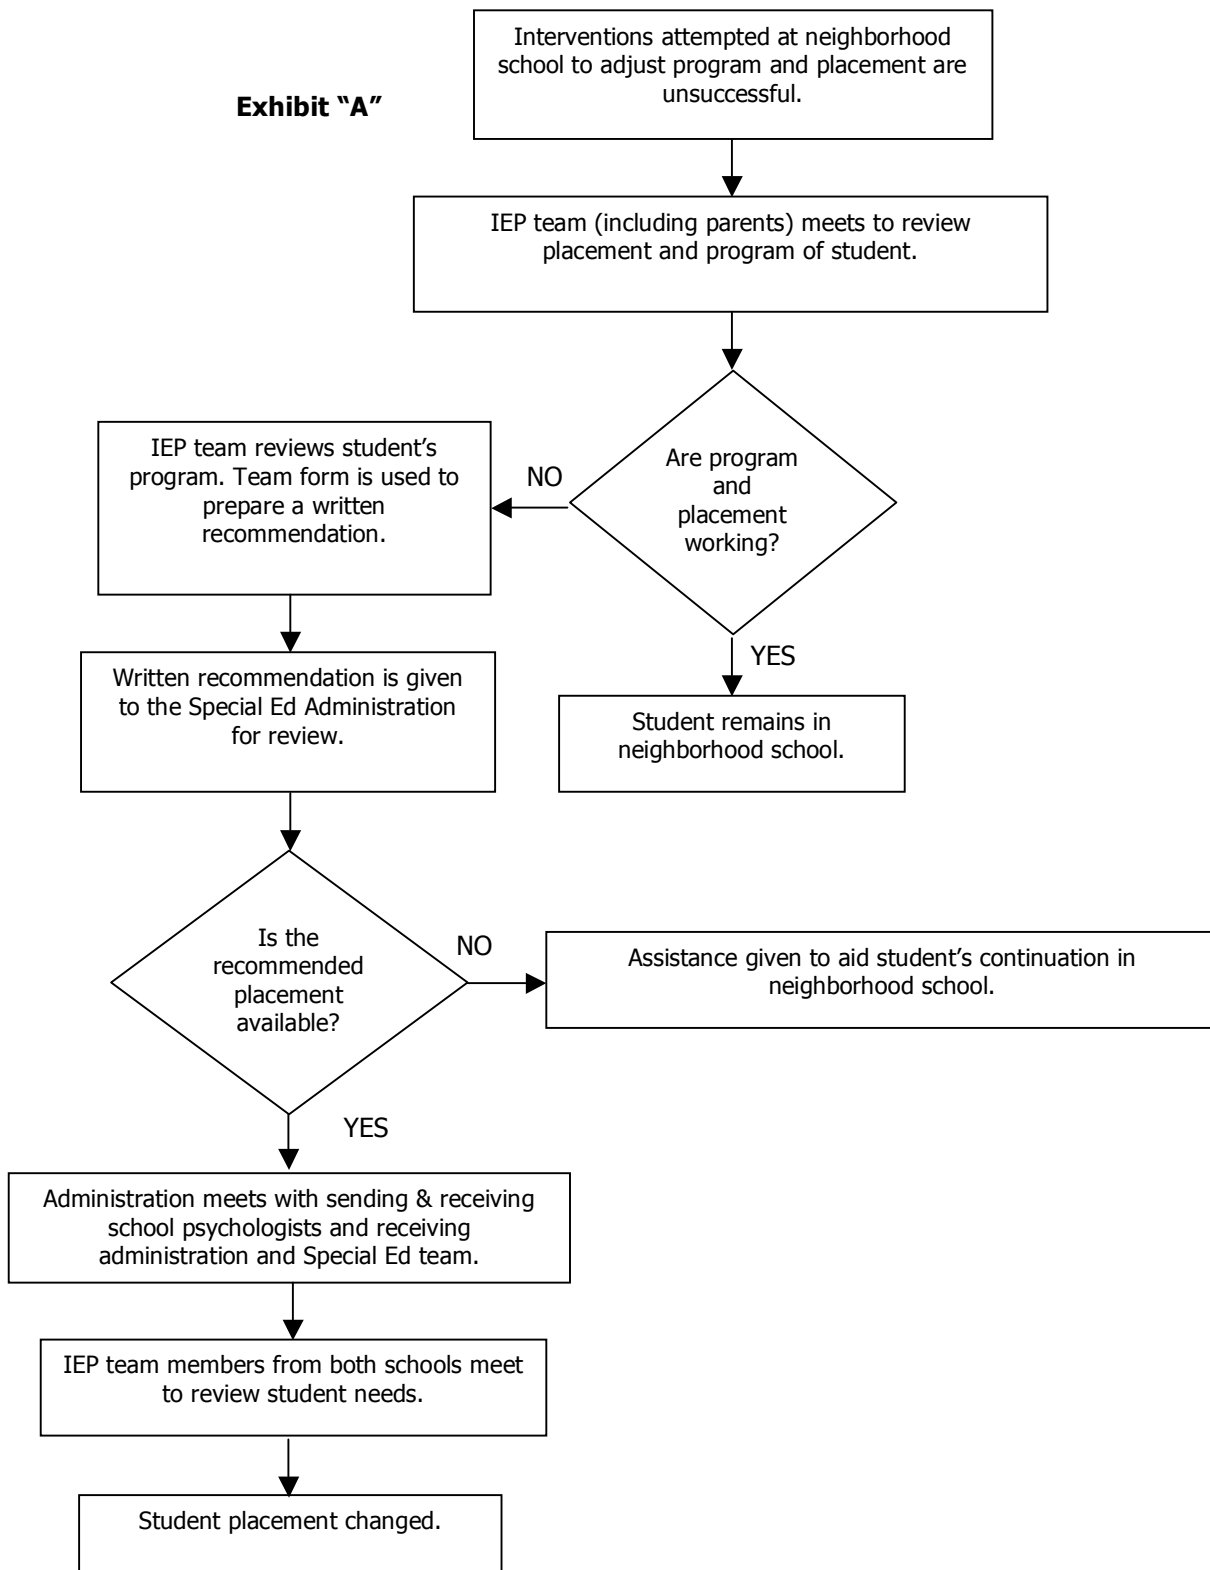 Interventions attempted at neighborhood
school to adjust program and placement are
unsuccessful.
Exhibit “A”
IEP team (including parents) meets to review
placement and program of student.
Are program
and
placement
working?
NO
IEP team reviews student’s
program. Team form is used to
prepare a written
recommendation.
YES
Student remains in
neighborhood school.
Written recommendation is given
to the Special Ed Administration
for review.
Is the
recommended
placement
available?
NO
Assistance given to aid student’s continuation in
neighborhood school.
YES
Administration meets with sending & receiving
school psychologists and receiving
administration and Special Ed team.
IEP team members from both schools meet
to review student needs.
Student placement changed.